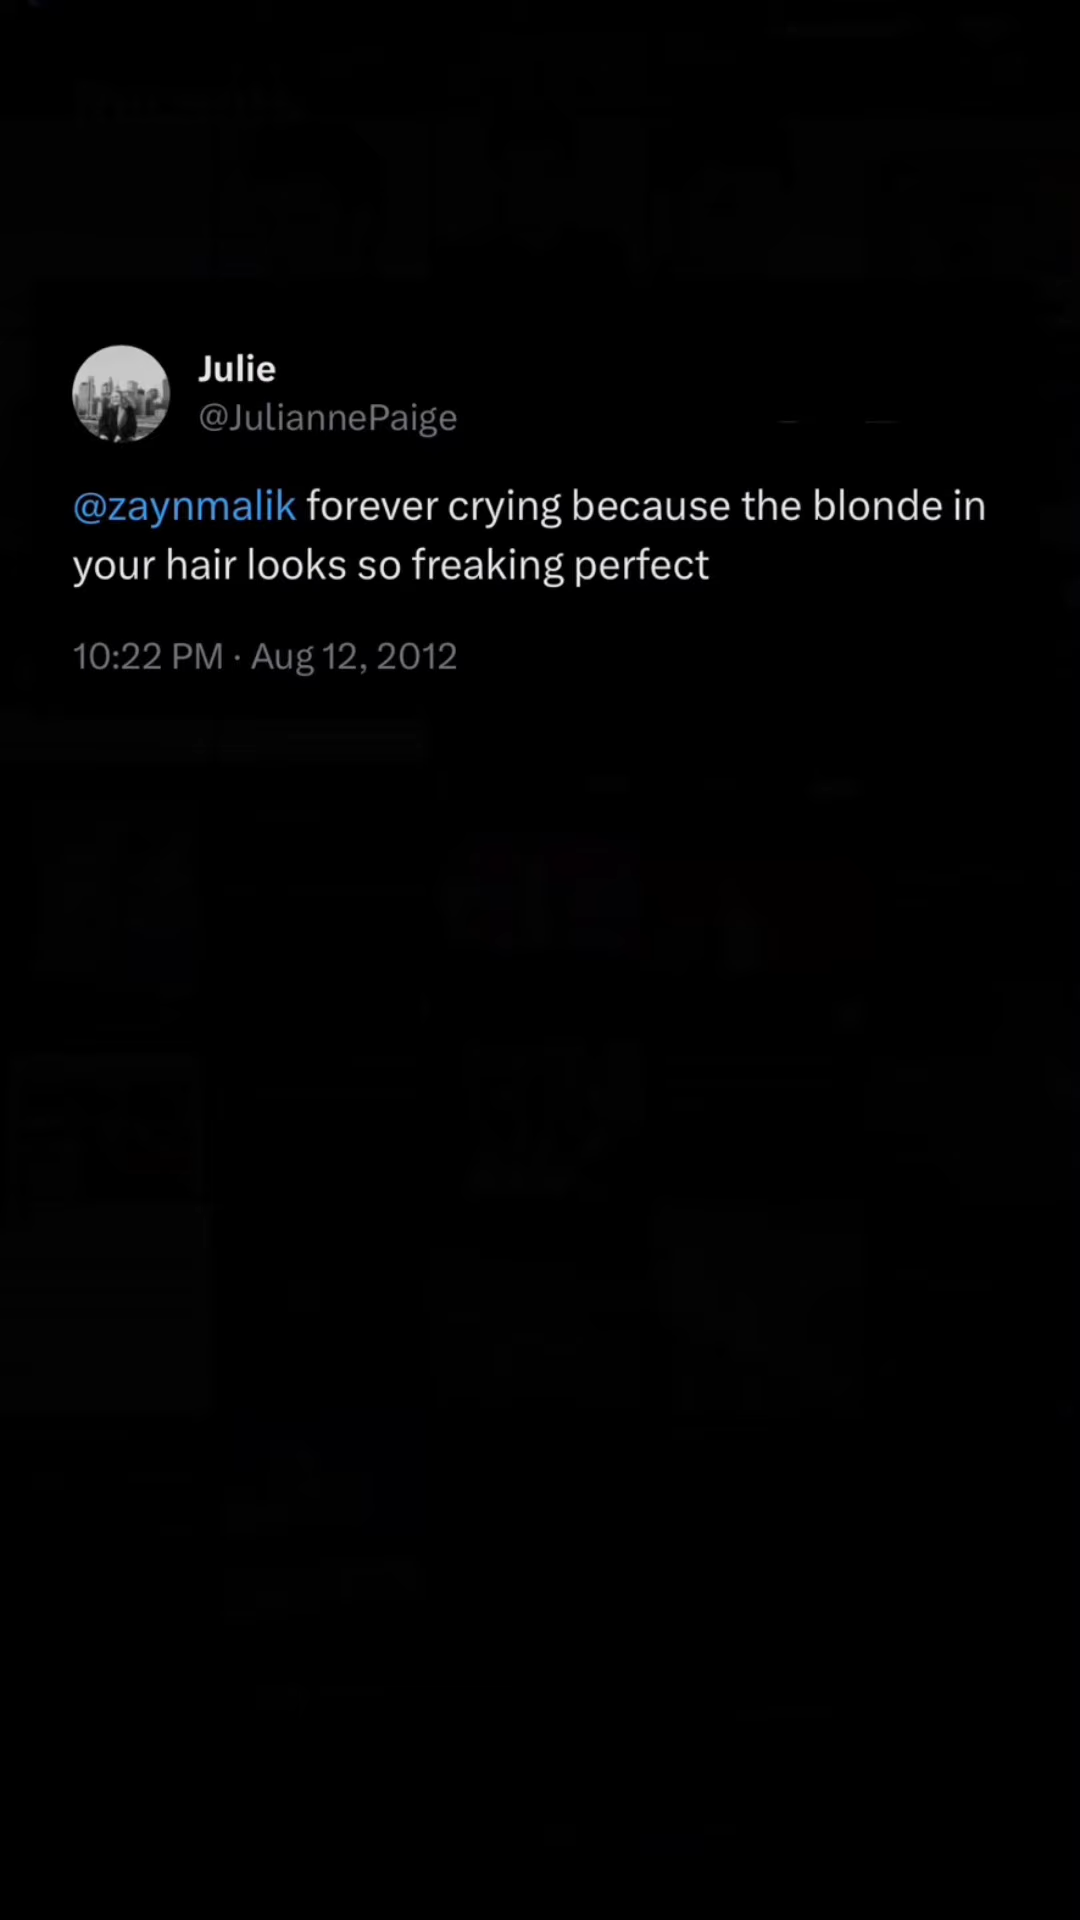 Julie
@JuliannePaige
@zaynmalik forever crying because the blonde in
your hair looks so freaking perfect
10:22 PM · Aug 12, 2012